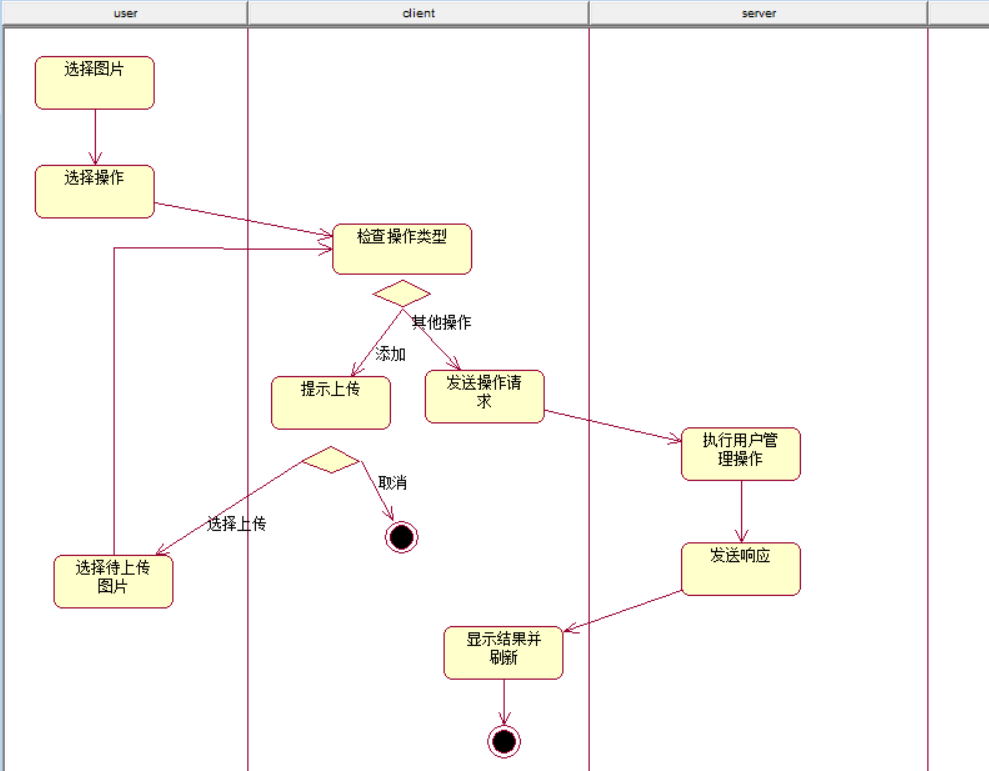 user
client
server
选择图片
选择操作
检查操作类型
其他操作
添加
提示上传
发送操作请
求
执行用户管
理操作
取消
选择上传
选择待上传
图片
发送响应
显示结果并
刷新